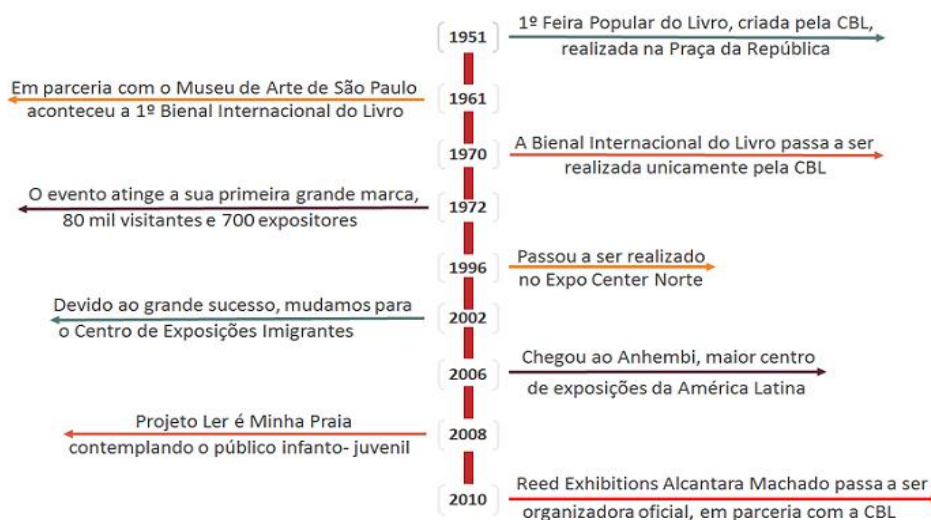 1951
1º Feira Popular do Livro, criada pela CBL,
realizada na Praça da República
1961
Em parceria com o Museu de Arte de São Paulo
aconteceu a 1º Bienal Internacional do Livro
1970
A Bienal Internacional do Livro passa a ser
realizada unicamente pela CBL
1972
O evento atinge a sua primeira grande marca,
80 mil visitantes e 700 expositores
1996
Passou a ser realizado
no Expo Center Norte
2002
Devido ao grande sucesso, mudamos para
o Centro de Exposições Imigrantes
2006
Chegou ao Anhembi, maior centro
de exposições da América Latina
2008
Projeto Ler é Minha Praia
contemplando o público infanto- juvenil
2010
Reed Exhibitions Alcantara Machado passa a ser
organizadora oficial, em parceria com a CBL